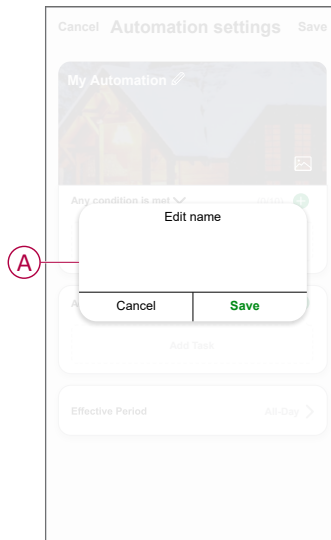 Cancel Automation settings Save
My Automation
Any condition is met
Edit name
A
Cancel Save
Add Task
Effective Period All-Day